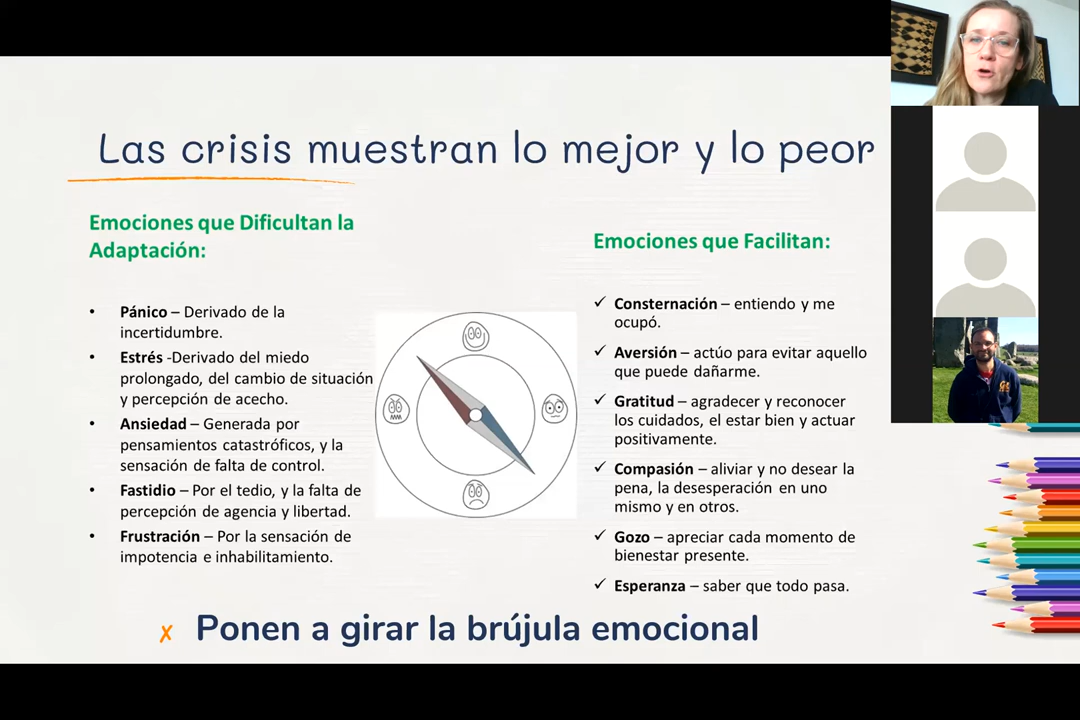 Las crisis muestran lo mejor y lo peor
Emociones que Dificultan la
Adaptación:
• Pánico – Derivado de la
incertidumbre.
• Estrés -Derivado del miedo
prolongado, del cambio de situación
y percepción de acecho.
• Ansiedad – Generada por
pensamientos catastróficos, y la
sensación de falta de control.
• Fastidio – Por el tedio, y la falta de
percepción de agencia y libertad.
• Frustración – Por la sensación de
impotencia e inhabilitamiento.
Emociones que Facilitan:
✓ Consternación – entiendo y me
ocupó.
✓ Aversión – actúo para evitar aquello
que puede dañarme.
✓ Gratitud – agradecer y reconocer
los cuidados, el estar bien y actuar
positivamente.
✓ Compasión – aliviar y no desear la
pena, la desesperación en uno
mismo y en otros.
✓ Gozo – apreciar cada momento de
bienestar presente.
✓ Esperanza – saber que todo pasa.
✗ Ponen a girar la brújula emocional